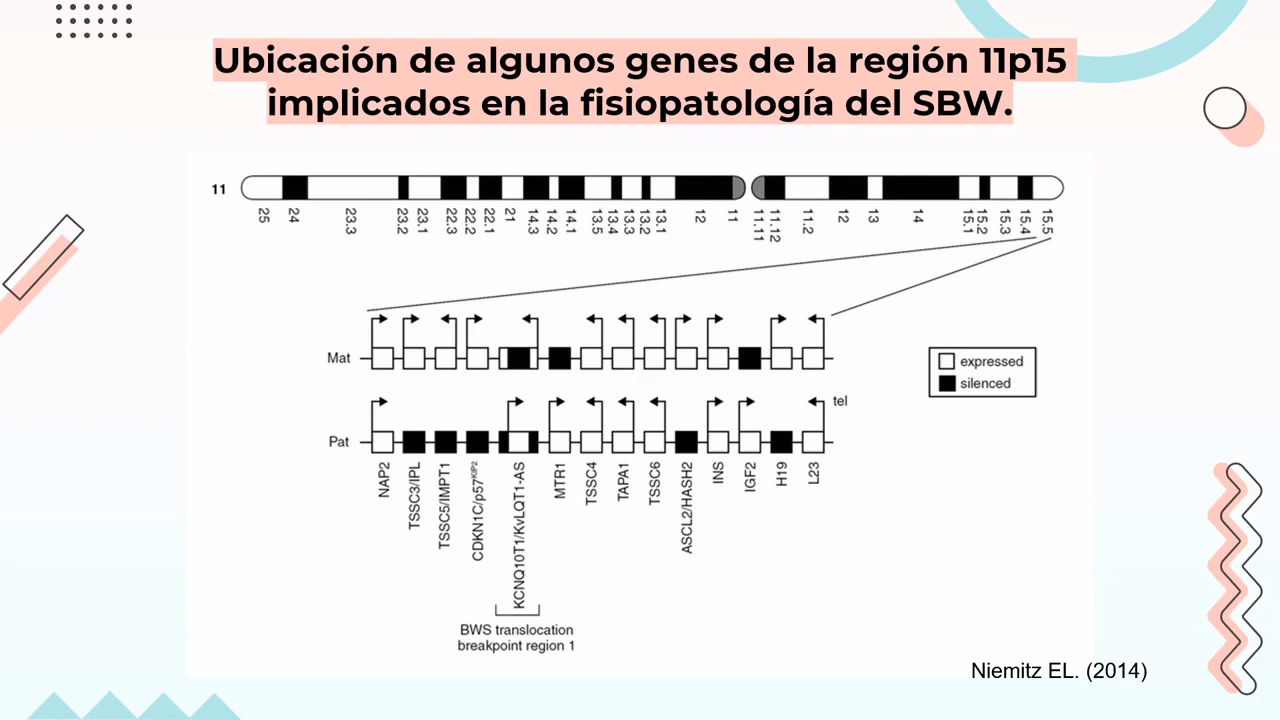 Ubicación de algunos genes de la región 11p15
implicados en la fisiopatología del SBW.
11
25 24 23.3 23.2 23.1 22.3 22.2 22.1 21 14.3 14.2 14.1 13.5 13.4 13.3 13.2 13.1 12 11 11.11 11.12 11.2 12 13 14 15.1 15.2 15.3 15.4 15.5
Mat
expressed
silenced
tel
Pat
NAP2
TSSC3/IPL
TSSC5/IMPT1
CDKN1C/p57KIP2
KCNQ10T1/KvLQT1-AS
MTR1
TSSC4
TAPA1
TSSC6
ASCL2/HASH2
INS
IGF2
H19
L23
BWS translocation
breakpoint region 1
Niemitz EL. (2014)